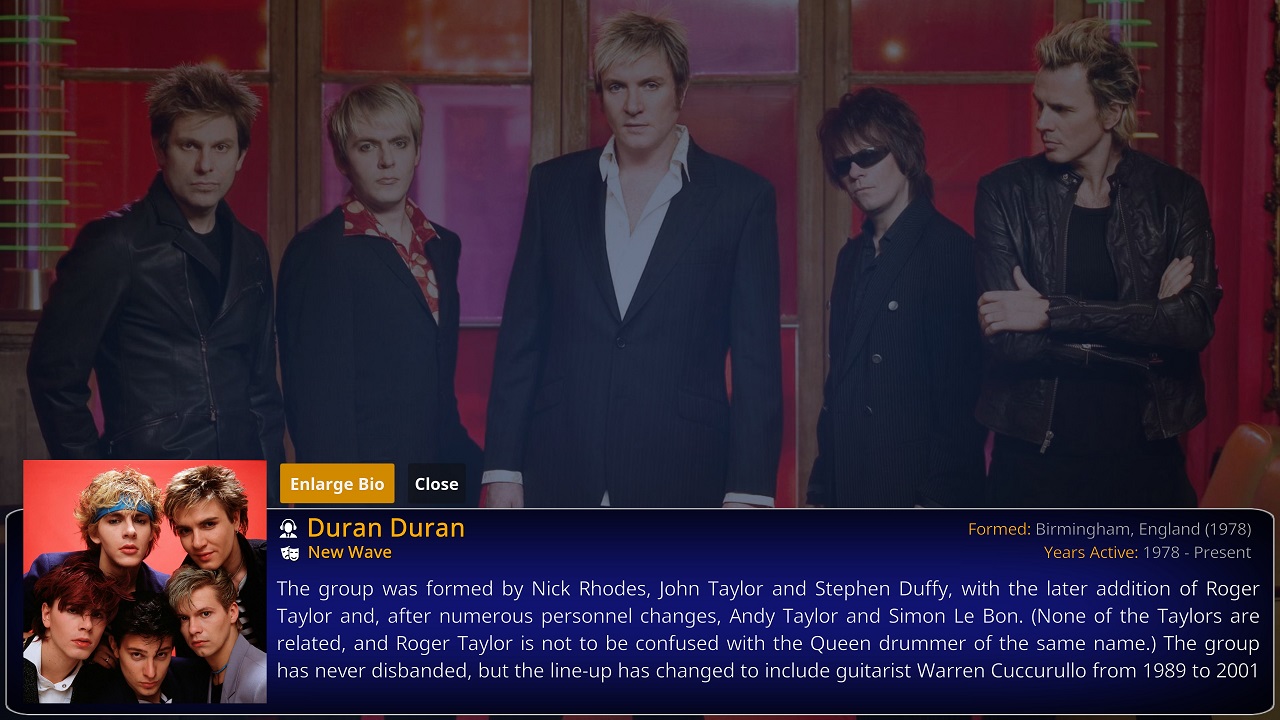 Enlarge Bio Close
Duran Duran
Formed: Birmingham, England (1978)
New Wave
Years Active: 1978 - Present
The group was formed by Nick Rhodes, John Taylor and Stephen Duffy, with the later addition of Roger
Taylor and, after numerous personnel changes, Andy Taylor and Simon Le Bon. (None of the Taylors are
related, and Roger Taylor is not to be confused with the Queen drummer of the same name.) The group
has never disbanded, but the line-up has changed to include guitarist Warren Cuccurullo from 1989 to 2001